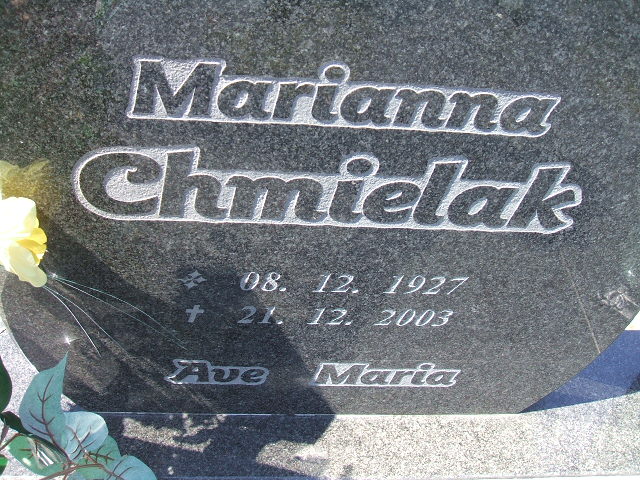 Marianna
Chmielak
❖ 08. 12. 1927
✝ 21. 12. 2003
Ave Maria